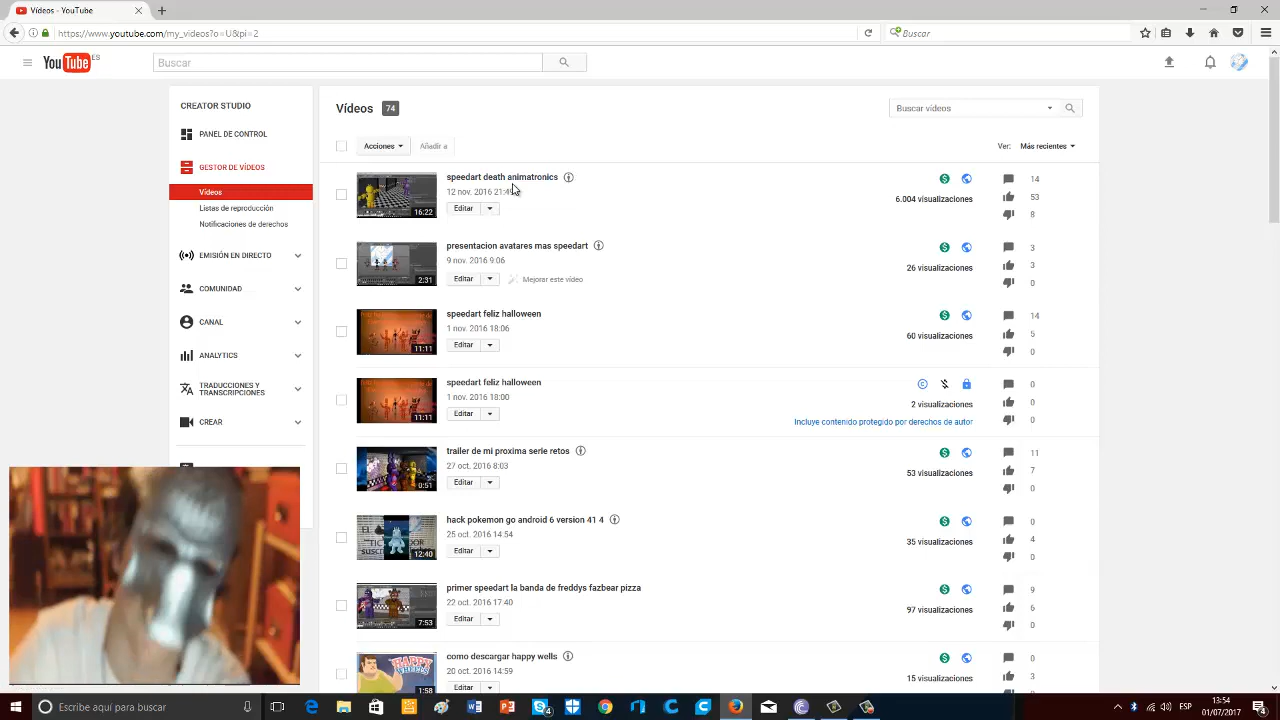 (7) YouTube
https://www.youtube.com/my_videos?o=U&pi=2
Buscar
YouTube ES
Buscar
CREATOR STUDIO
PANEL DE CONTROL
GESTOR DE VÍDEOS
Vídeos
Listas de reproducción
Notificaciones de derechos
EMISIÓN EN DIRECTO
COMUNIDAD
CANAL
ANALYTICS
TRADUCCIONES Y
TRANSCRIPCIONES
CREAR
Vídeos 74
Buscar vídeos
Acciones
Añadir a
Ver: Más recientes
speedart death animatronics
12 nov. 2016 21:49
Editar
16:22
6.004 visualizaciones
14
53
8
presentacion avatares mas speedart
9 nov. 2016 9:06
Editar
Mejorar este vídeo
2:31
26 visualizaciones
3
3
0
speedart feliz halloween
1 nov. 2016 18:06
Editar
11:11
60 visualizaciones
14
5
0
speedart feliz halloween
1 nov. 2016 18:00
Editar
11:11
2 visualizaciones
Incluye contenido protegido por derechos de autor
0
0
0
trailer de mi proxima serie retos
27 oct. 2016 8:03
Editar
0:51
53 visualizaciones
11
7
0
hack pokemon go android 6 version 41 4
25 oct. 2016 14:54
Editar
12:40
35 visualizaciones
0
4
0
primer speedart la banda de freddys fazbear pizza
22 oct. 2016 17:40
Editar
7:53
97 visualizaciones
9
6
0
como descargar happy wells
20 oct. 2016 14:59
Editar
HAPPY
WHEELS
1:58
15 visualizaciones
0
3
Escribe aquí para buscar
ESP
13:54
01/07/2017